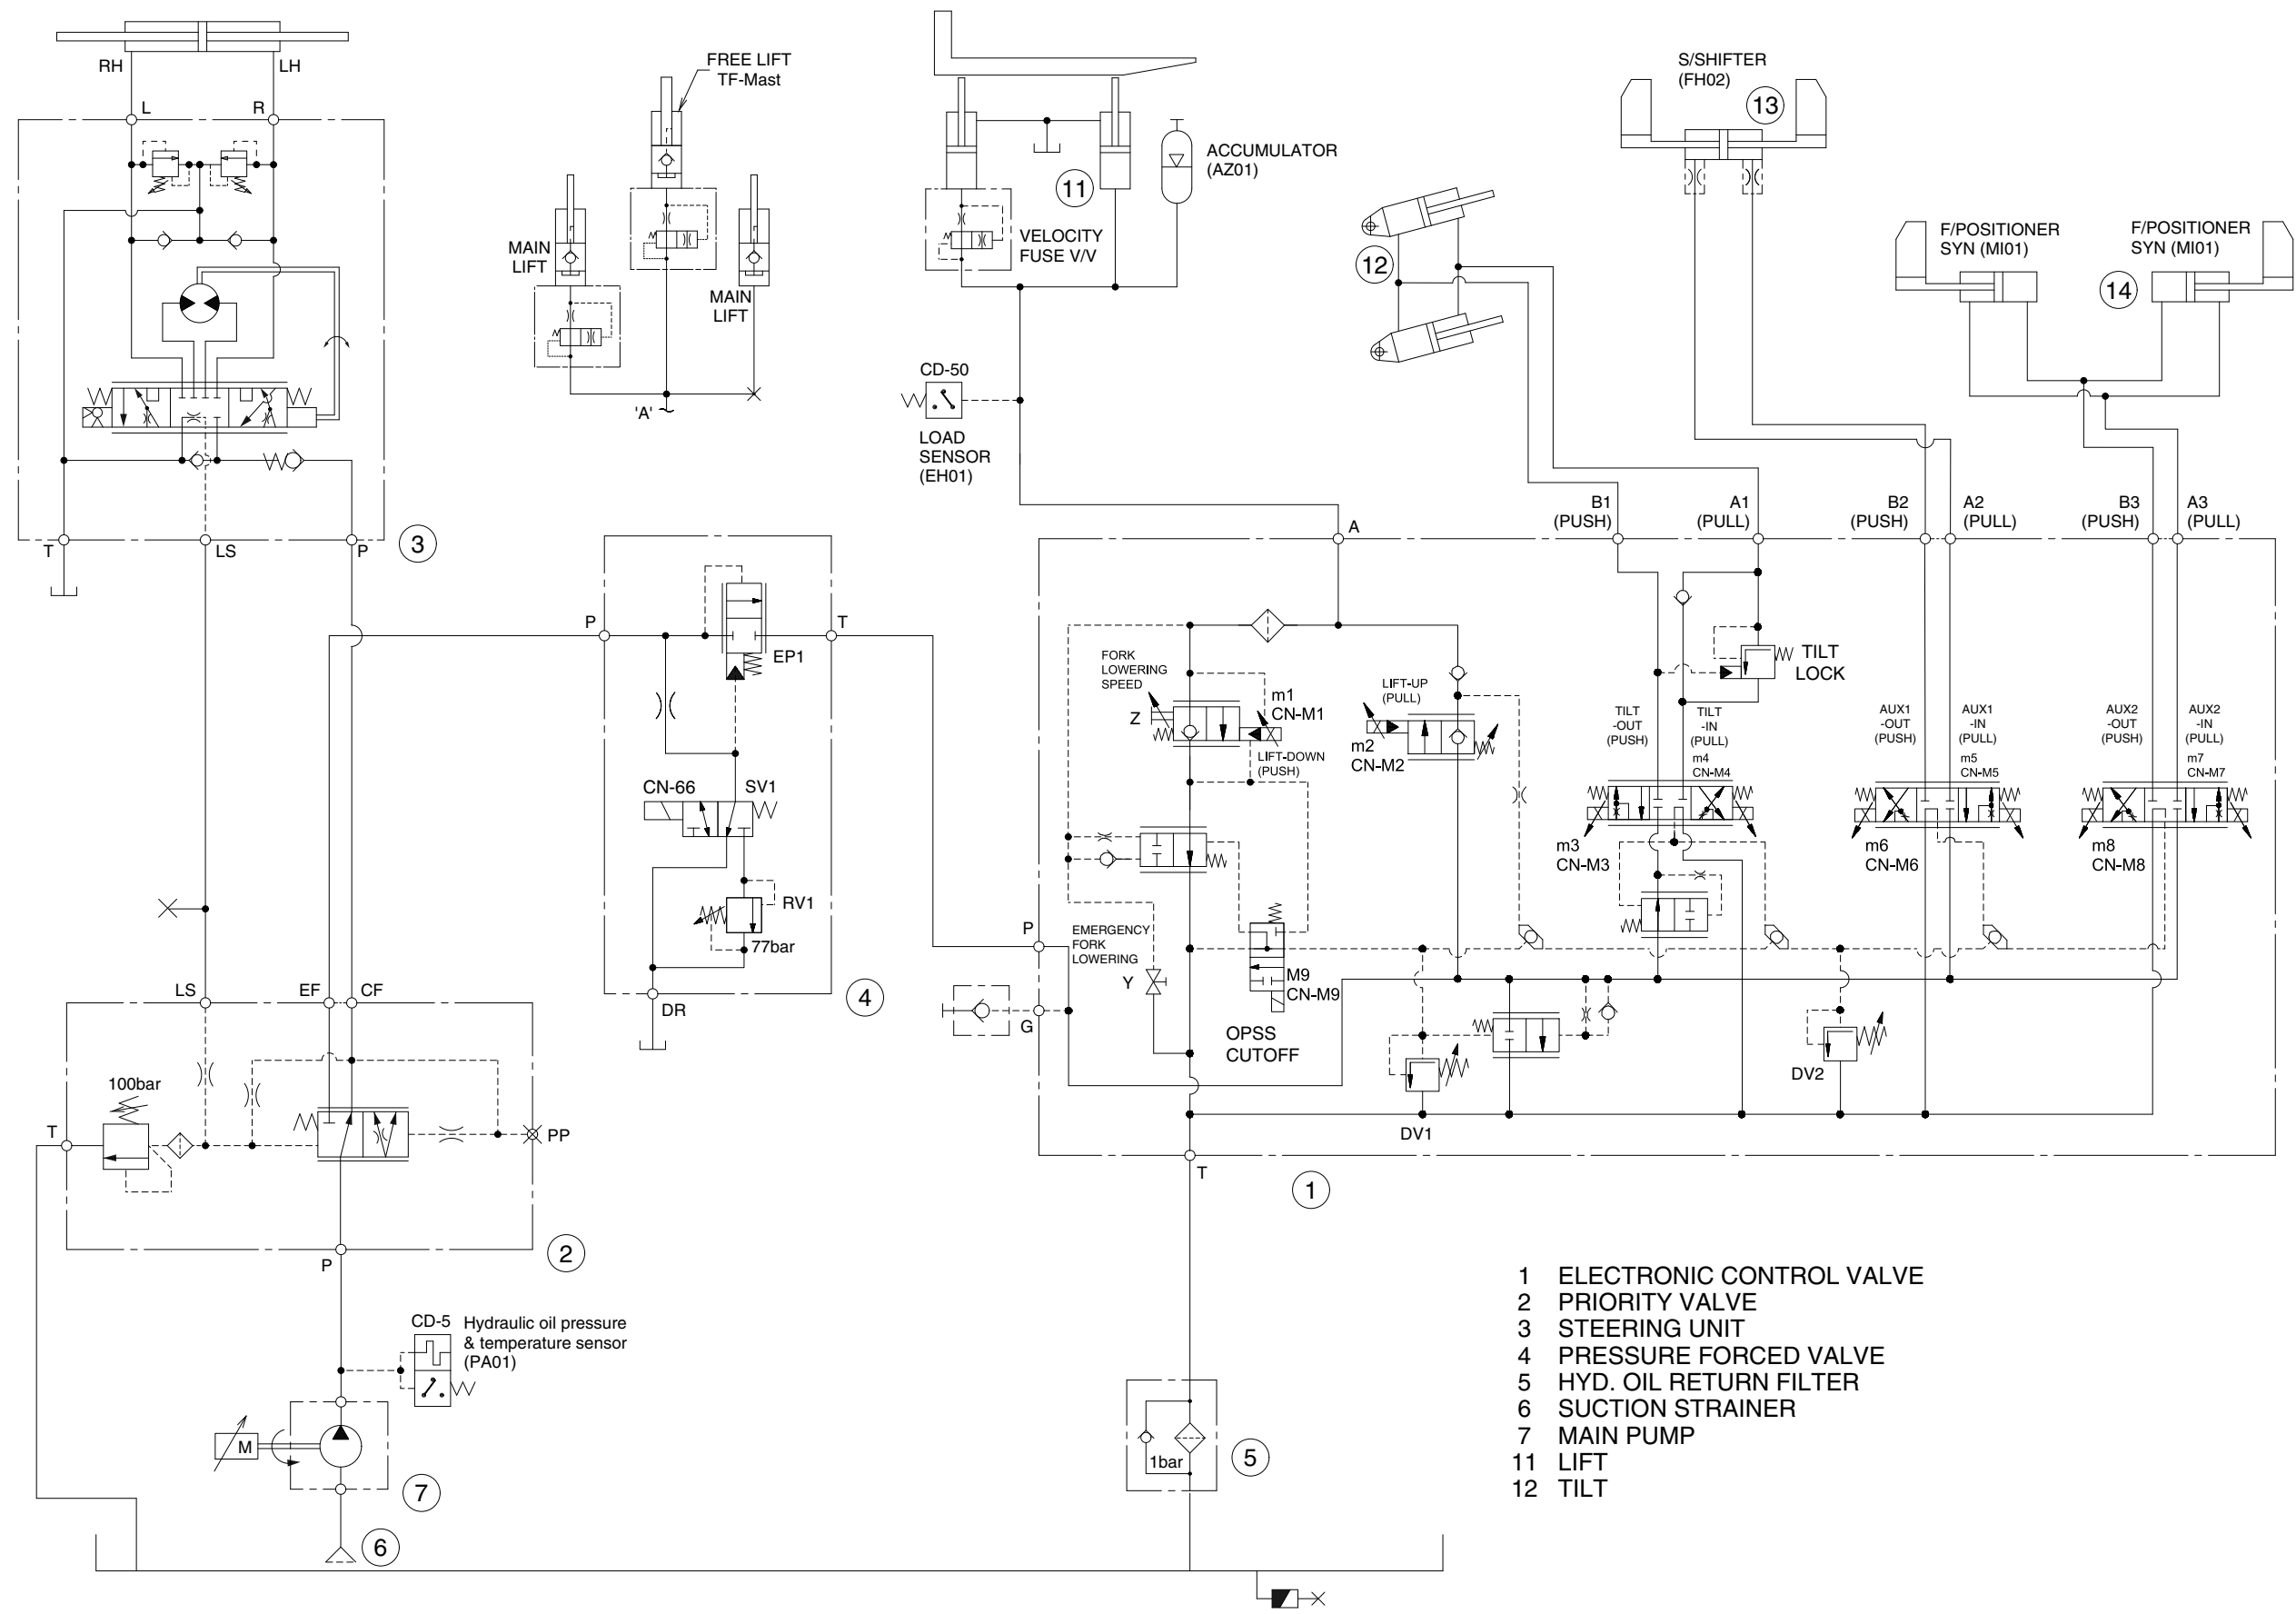 RH
LH
L
R
T
LS
P
3
FREE LIFT
TF-Mast
MAIN
LIFT
MAIN
LIFT
'A'
11
VELOCITY
FUSE V/V
ACCUMULATOR
(AZ01)
CD-50
LOAD
SENSOR
(EH01)
12
S/SHIFTER
(FH02)
13
F/POSITIONER
SYN (MI01)
F/POSITIONER
SYN (MI01)
14
A
B1
(PUSH)
A1
(PULL)
B2
(PUSH)
A2
(PULL)
B3
(PUSH)
A3
(PULL)
P
T
EP1
CN-66
SV1
RV1
77bar
DR
4
FORK
LOWERING
SPEED
Z
m1
CN-M1
LIFT-DOWN
(PUSH)
LIFT-UP
(PULL)
m2
CN-M2
TILT
LOCK
TILT
-OUT
(PUSH)
TILT
-IN
(PULL)
m4
CN-M4
m3
CN-M3
AUX1
-OUT
(PUSH)
AUX1
-IN
(PULL)
m5
CN-M5
m6
CN-M6
AUX2
-OUT
(PUSH)
AUX2
-IN
(PULL)
m7
CN-M7
m8
CN-M8
P
G
EMERGENCY
FORK
LOWERING
Y
M9
CN-M9
OPSS
CUTOFF
DV1
DV2
T
1
LS
EF
CF
100bar
T
PP
P
2
CD-5
Hydraulic oil pressure
& temperature sensor
(PA01)
M
7
6
1bar
5
1 ELECTRONIC CONTROL VALVE
2 PRIORITY VALVE
3 STEERING UNIT
4 PRESSURE FORCED VALVE
5 HYD. OIL RETURN FILTER
6 SUCTION STRAINER
7 MAIN PUMP
11 LIFT
12 TILT